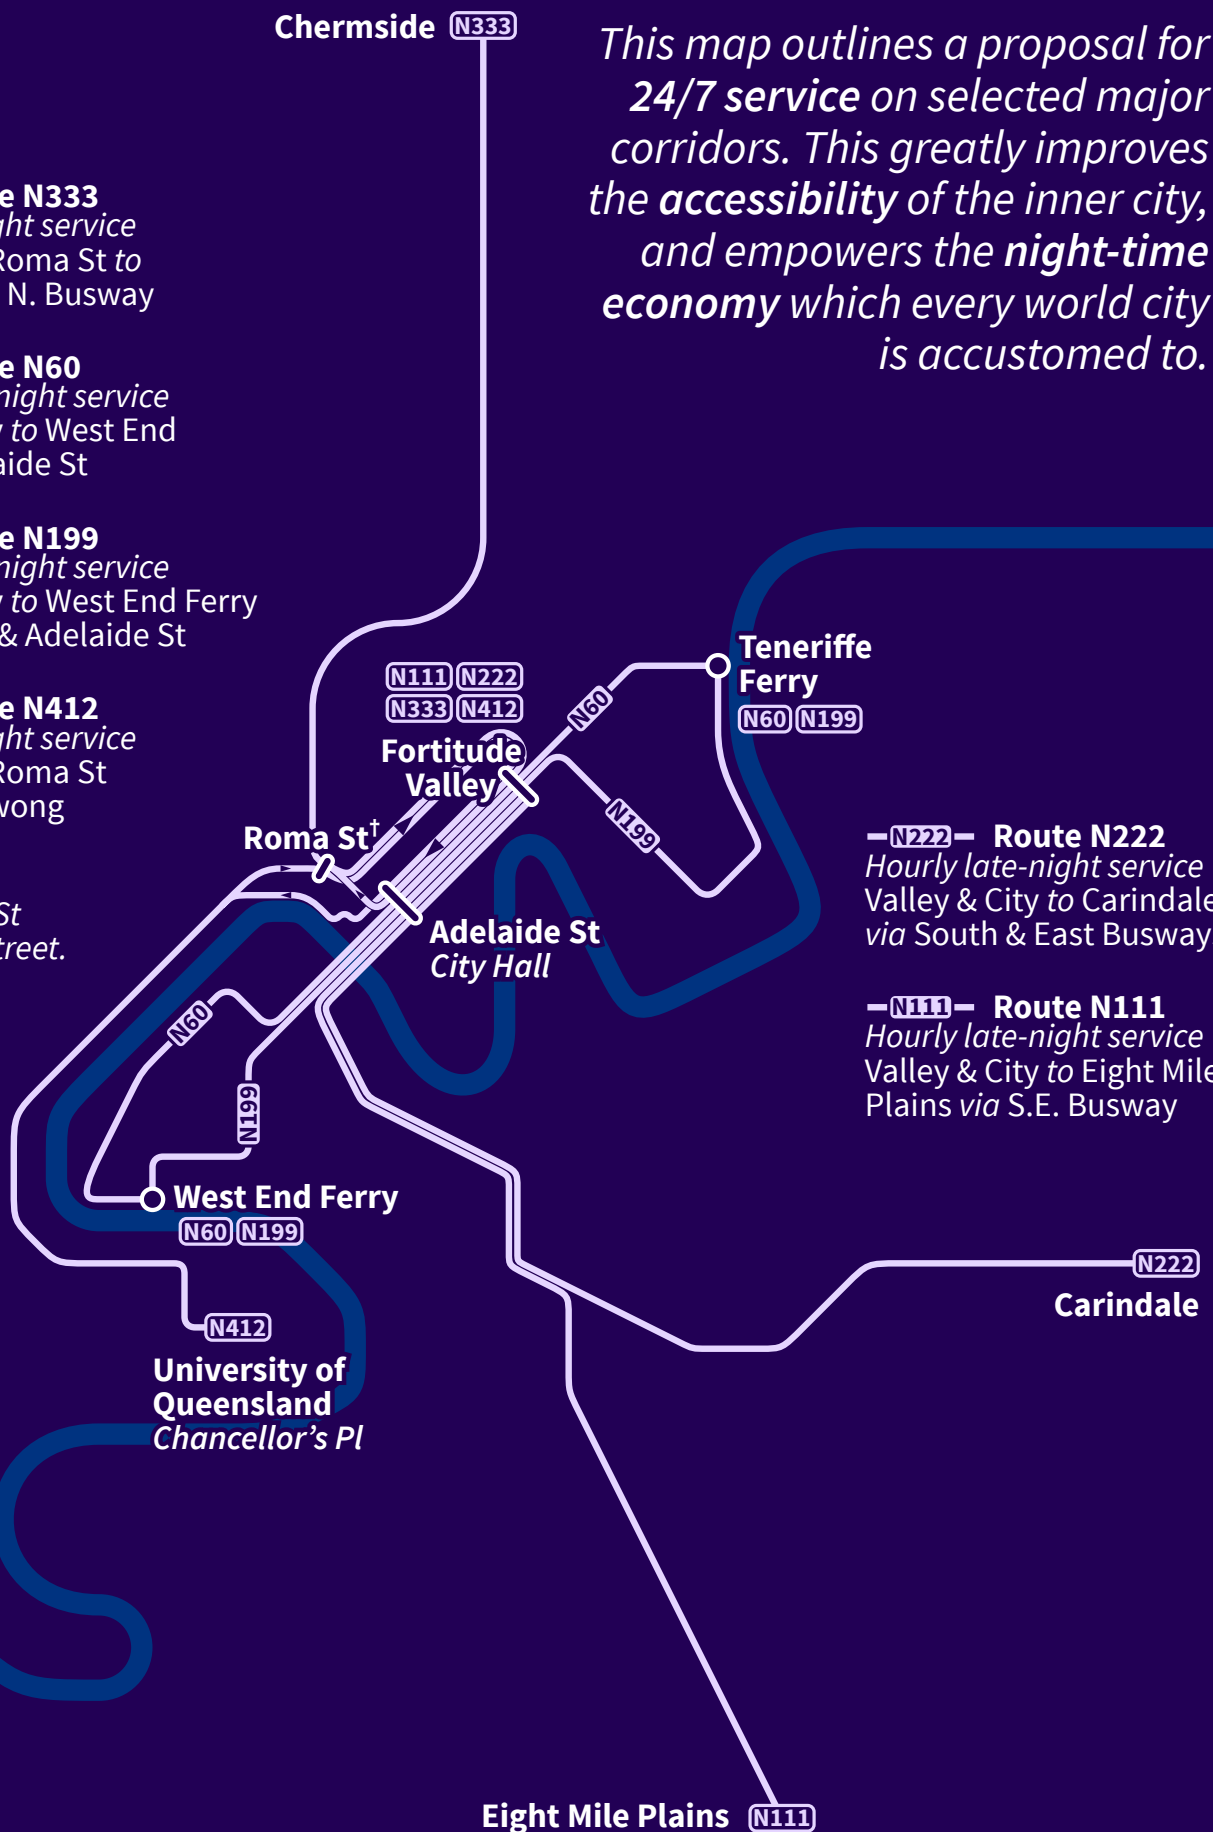 Chermside N333
This map outlines a proposal for
24/7 service on selected major
corridors. This greatly improves
the accessibility of the inner city,
and empowers the night-time
economy which every world city
is accustomed to.
e N333
ght service
Roma St to
N. Busway
e N60
night service
y to West End
aide St
e N199
night service
y to West End Ferry
& Adelaide St
e N412
ght service
Roma St
wong
St
treet.
N111 N222
N333 N412
Fortitude
Valley
Roma St†
Adelaide St
City Hall
N60
N199
Teneriffe
Ferry
N60 N199
N222 Route N222
Hourly late-night service
Valley & City to Carindale
via South & East Busway
N111 Route N111
Hourly late-night service
Valley & City to Eight Mile
Plains via S.E. Busway
N60
N199
West End Ferry
N60 N199
N412
University of
Queensland
Chancellor's Pl
N222
Carindale
Eight Mile Plains N111